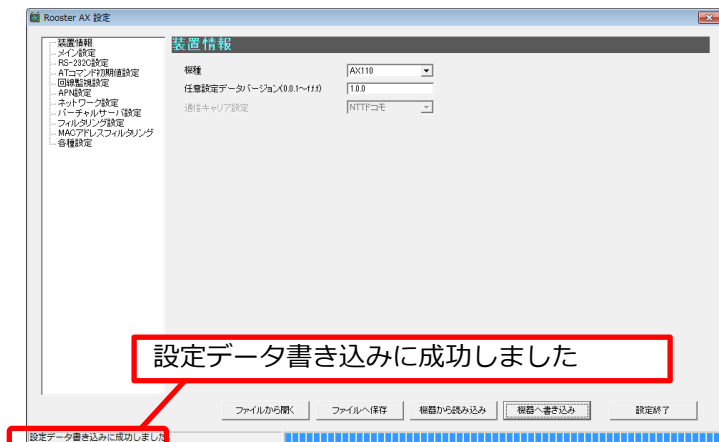 Rooster AX 設定
装置情報
メイン設定
RS-232C設定
ATコマンド初期値設定
回線監視設定
APN設定
ネットワーク設定
バーチャルサーバ設定
フィルタリング設定
MACアドレスフィルタリング
各種設定
装置情報
機種
AX110
任意設定データバージョン(0.0.1～f.f.f)
1.0.0
通信キャリア設定
NTTドコモ
設定データ書き込みに成功しました
ファイルから開く
ファイルへ保存
機器から読み込み
機器へ書き込み
設定終了
設定データ書き込みに成功しました